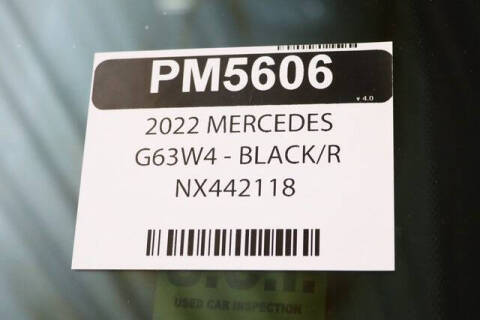 PM5606
v 4.0
2022 MERCEDES
G63W4 - BLACK/R
NX442118
USED CAR INSPECTION